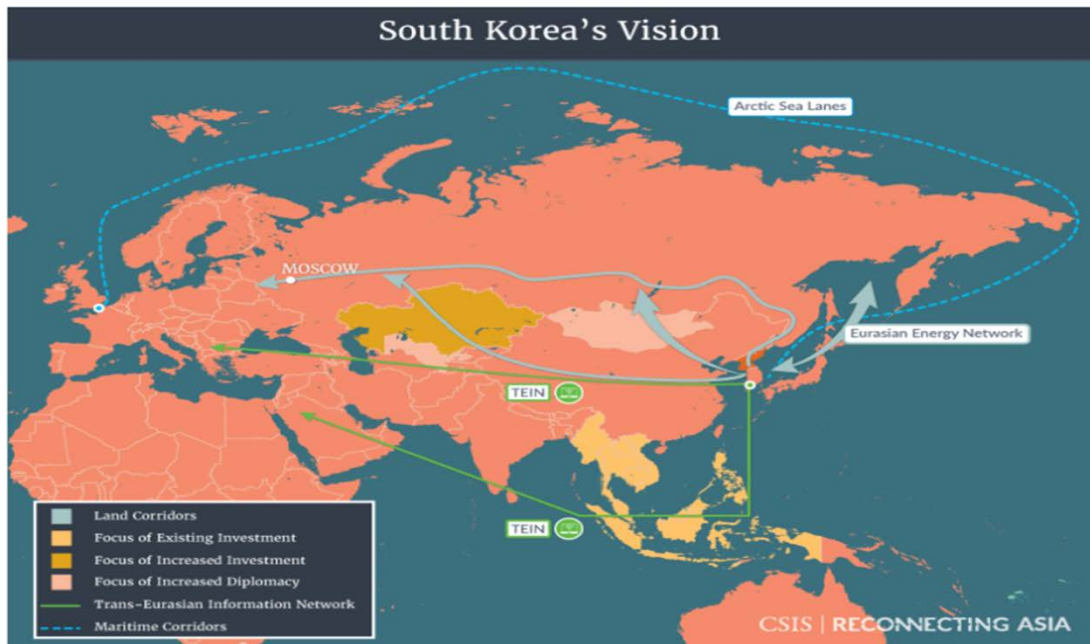 South Korea’s Vision
Arctic Sea Lanes
MOSCOW
Eurasian Energy Network
TEIN
TEIN
Land Corridors
Focus of Existing Investment
Focus of Increased Investment
Focus of Increased Diplomacy
Trans-Eurasian Information Network
Maritime Corridors
CSIS | RECONNECTING ASIA